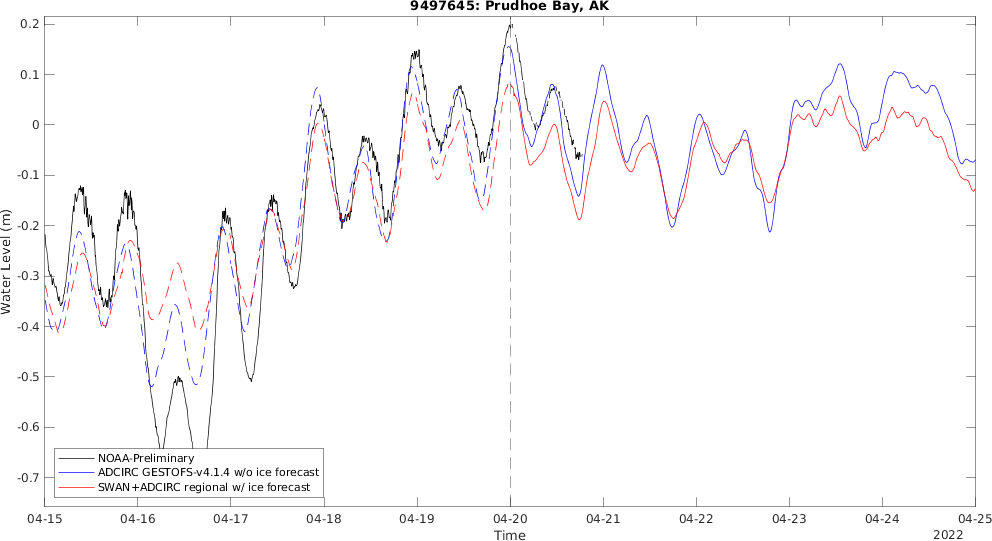 9497645: Prudhoe Bay, AK
0.2
0.1
0
-0.1
-0.2
-0.3
-0.4
-0.5
-0.6
-0.7
Water Level (m)
NOAA-Preliminary
ADCIRC GESTOFS-v4.1.4 w/o ice forecast
SWAN+ADCIRC regional w/ ice forecast
04-15 04-16 04-17 04-18 04-19 04-20 04-21 04-22 04-23 04-24 04-25
Time
2022